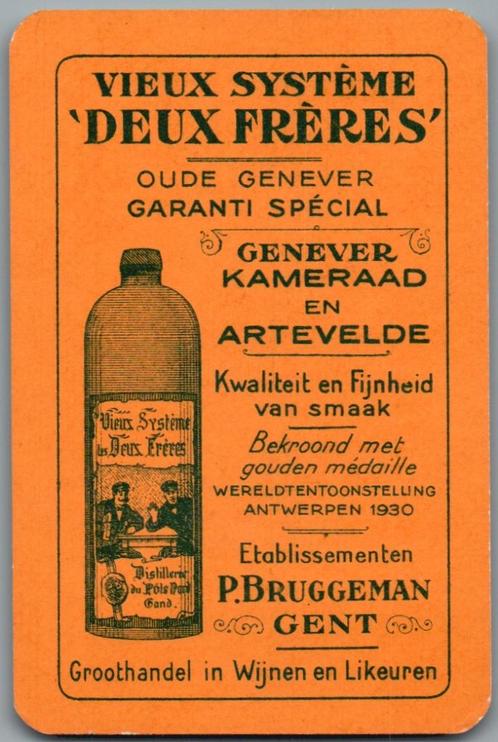 VIEUX SYSTÈME
'DEUX FRÈRES'
OUDE GENEVER
GARANTI SPÉCIAL
GENEVER
KAMERAAD
EN
ARTEVELDE
Kwaliteit en Fijnheid
van smaak
Bekroond met
gouden médaille
WERELDTENTOONSTELLING
ANTWERPEN 1930
Etablissementen
P. BRUGGEMAN
GENT
Groothandel in Wijnen en Likeuren
Vieux Système
les Deux Frères
Distillerie
du Pôle Nord
Gand.